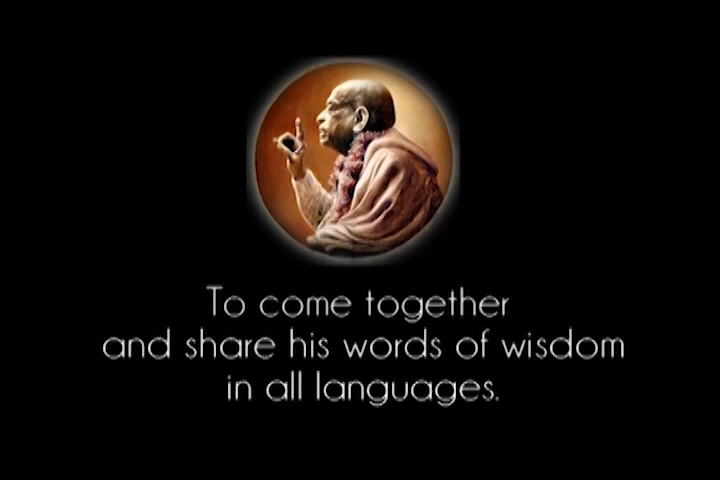 To come together
and share his words of wisdom
in all languages.